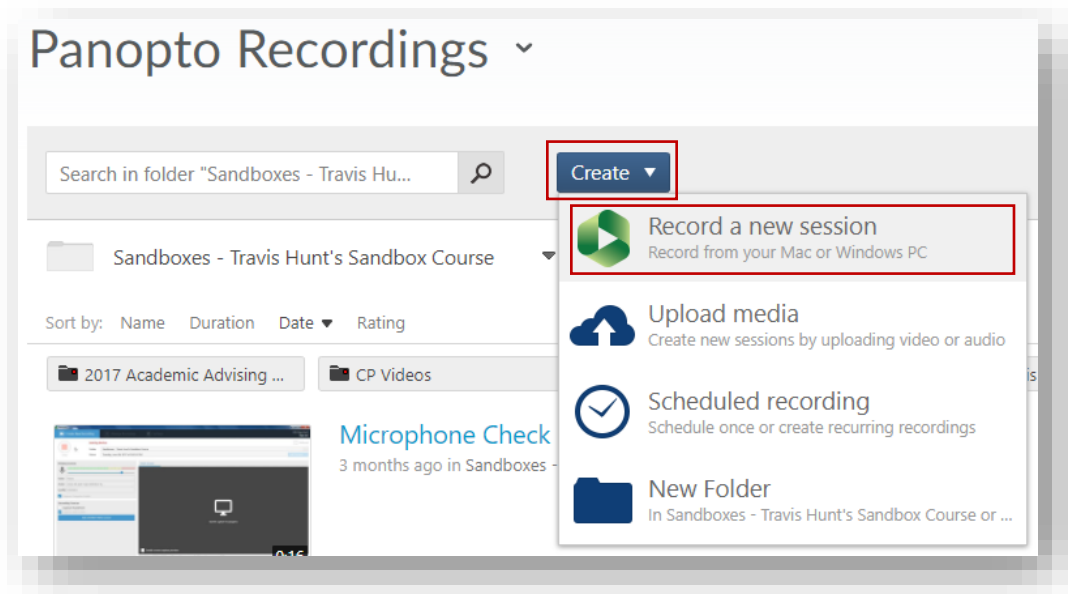 Panopto Recordings
Search in folder "Sandboxes - Travis Hu...
Create
Record a new session
Record from your Mac or Windows PC
Sandboxes - Travis Hunt's Sandbox Course
Upload media
Create new sessions by uploading video or audio
Sort by: Name Duration Date Rating
2017 Academic Advising ...
CP Videos
is
Scheduled recording
Schedule once or create recurring recordings
Microphone Check
3 months ago in Sandboxes -
New Folder
In Sandboxes - Travis Hunt's Sandbox Course or ...
0:16